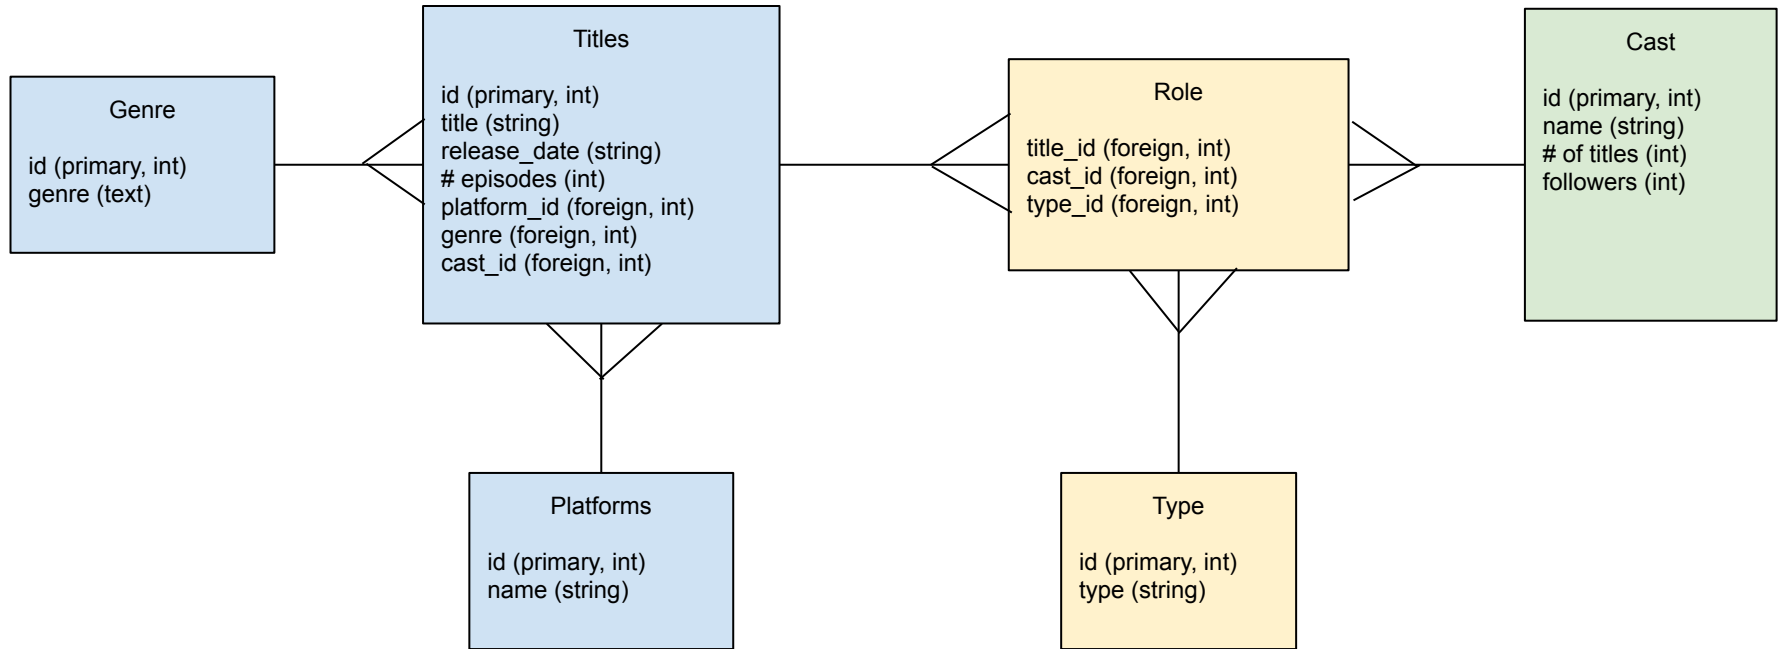 Genre
id (primary, int)
genre (text)
Titles
id (primary, int)
title (string)
release_date (string)
# episodes (int)
platform_id (foreign, int)
genre (foreign, int)
cast_id (foreign, int)
Role
title_id (foreign, int)
cast_id (foreign, int)
type_id (foreign, int)
Cast
id (primary, int)
name (string)
# of titles (int)
followers (int)
Platforms
id (primary, int)
name (string)
Type
id (primary, int)
type (string)